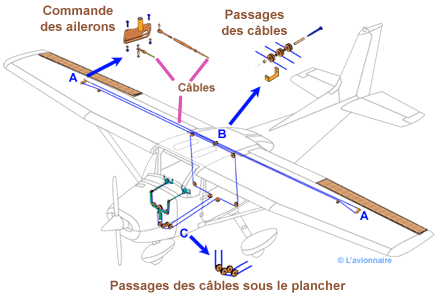 Commande
des ailerons
Passages
des câbles
A
Câbles
B
A
C
© L'avionnaire
Passages des câbles sous le plancher